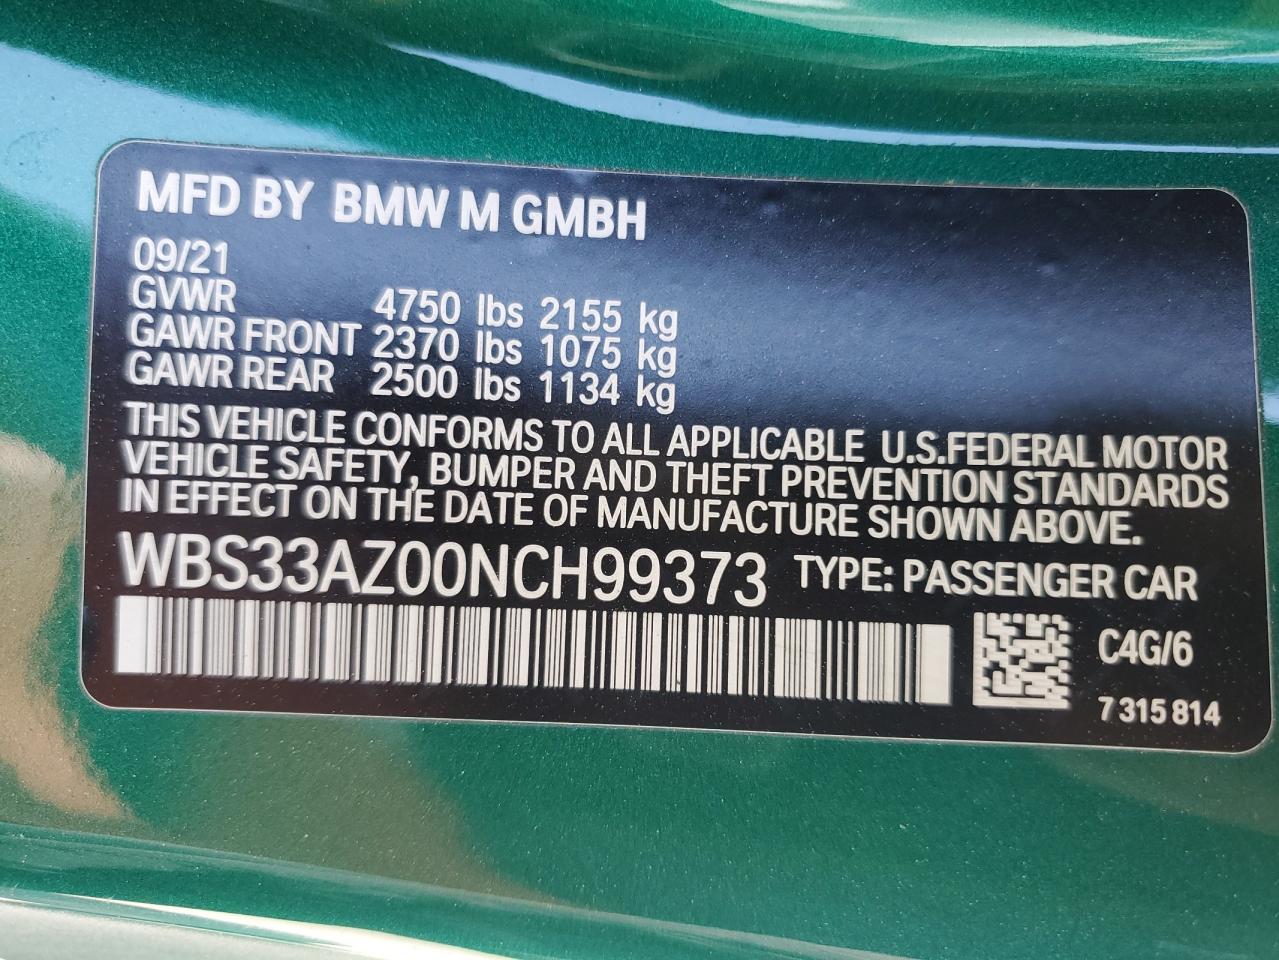 MFD BY BMW M GMBH
09/21
GVWR 4750 lbs 2155 kg
GAWR FRONT 2370 lbs 1075 kg
GAWR REAR 2500 lbs 1134 kg
THIS VEHICLE CONFORMS TO ALL APPLICABLE U.S.FEDERAL MOTOR
VEHICLE SAFETY, BUMPER AND THEFT PREVENTION STANDARDS
IN EFFECT ON THE DATE OF MANUFACTURE SHOWN ABOVE.
WBS33AZ00NCH99373 TYPE: PASSENGER CAR
C4G/6
7 315 814